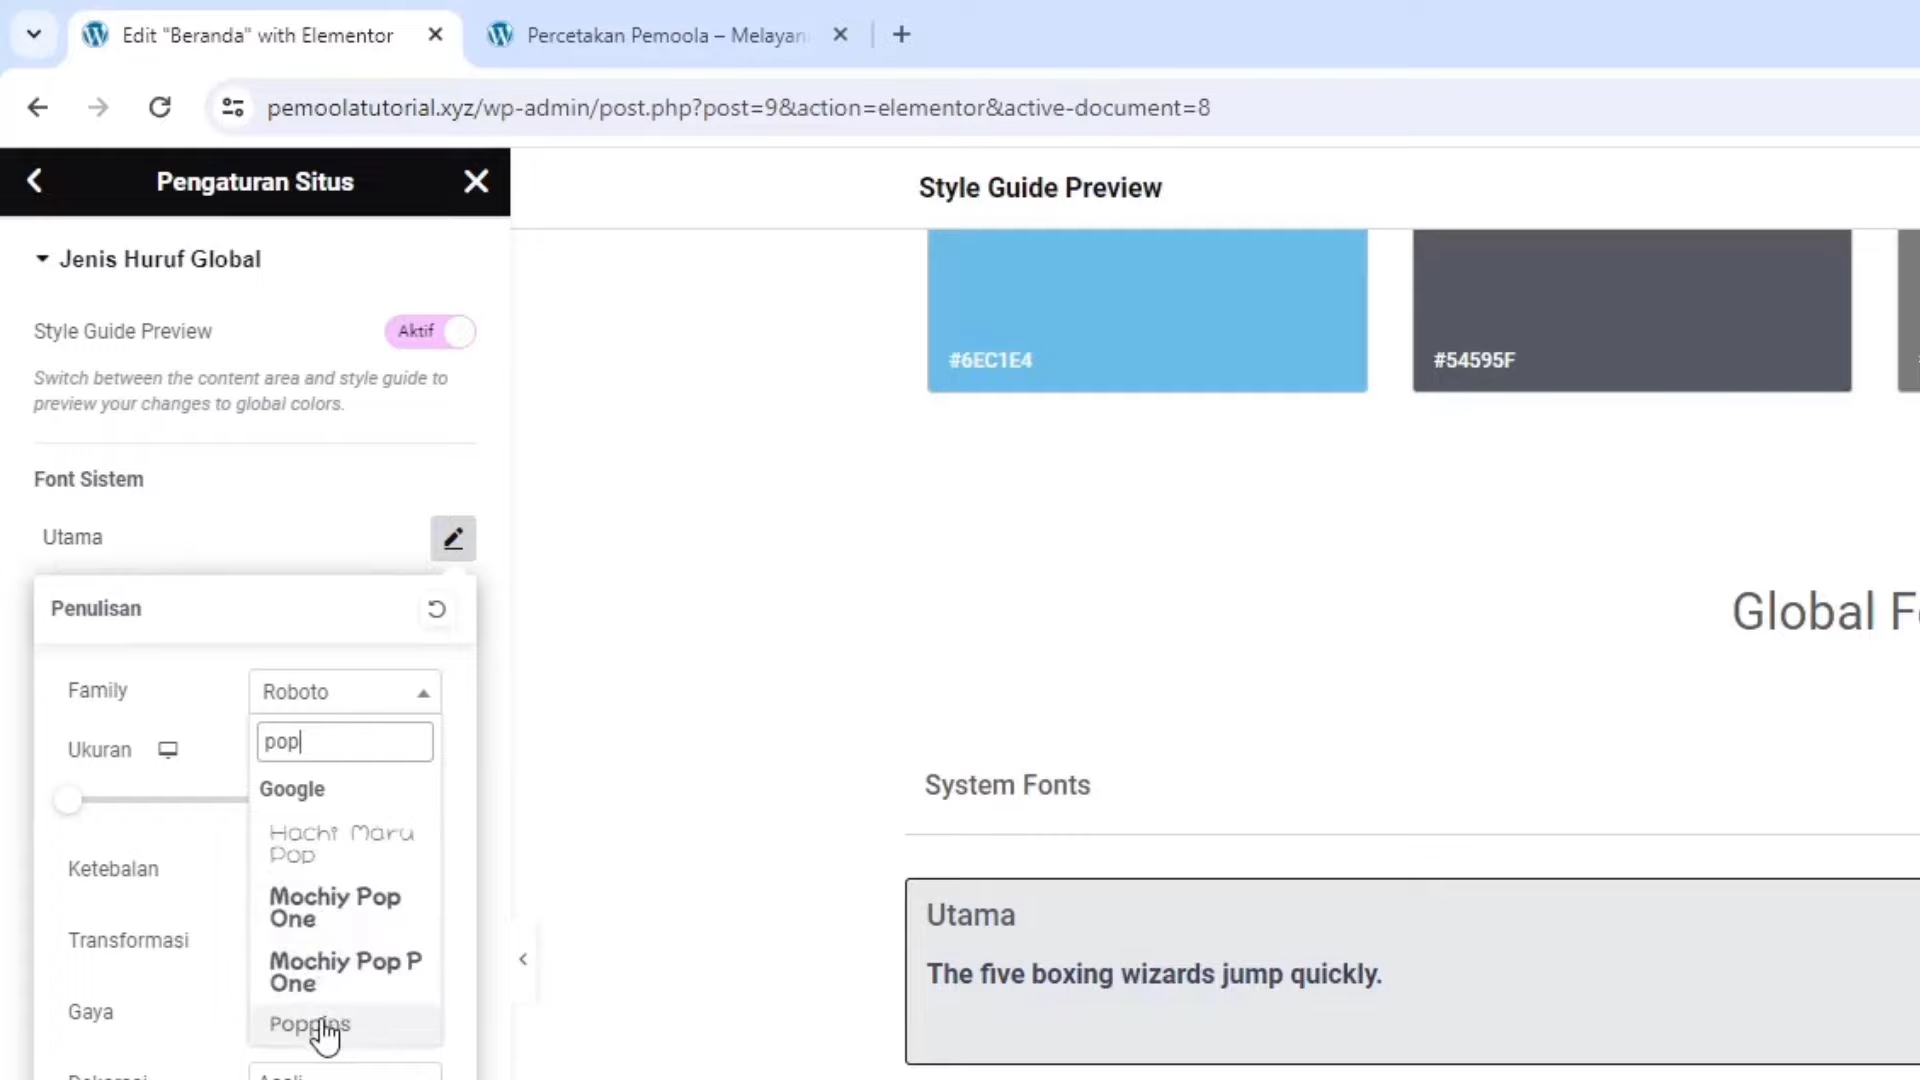 Edit "Beranda" with Elementor
Percetakan Pemoola – Melayan
pemoolatutorial.xyz/wp-admin/post.php?post=9&action=elementor&active-document=8
Pengaturan Situs
Style Guide Preview
Jenis Huruf Global
Style Guide Preview
Aktif
Switch between the content area and style guide to
preview your changes to global colors.
#6EC1E4
#54595F
Font Sistem
Utama
Penulisan
Global
Family
Roboto
pop
Ukuran
Google
System Fonts
Hachi Maru
Pop
Ketebalan
Mochiy Pop
One
Utama
Transformasi
Mochiy Pop P
One
The five boxing wizards jump quickly.
Gaya
Poppins